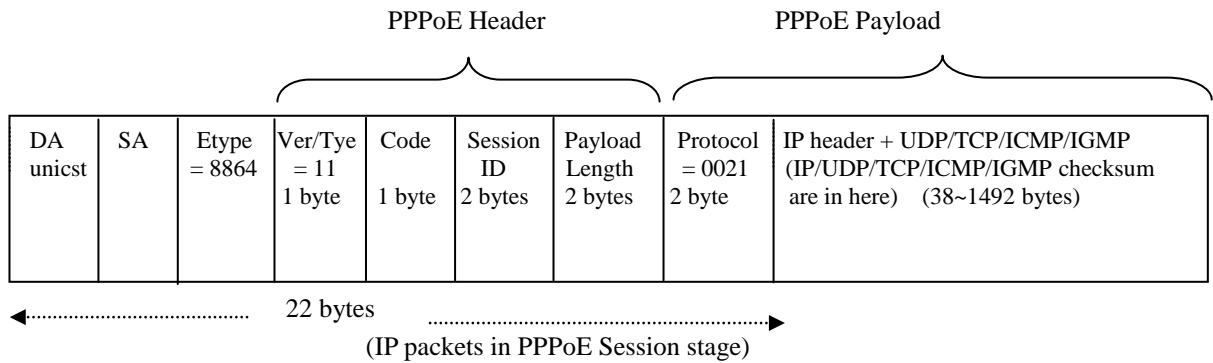 PPPoE Header PPPoE Payload
DA unicst
SA
Etype = 8864
Ver/Tye = 11 1 byte
Code 1 byte
Session ID 2 bytes
Payload Length 2 bytes
Protocol = 0021 2 byte
IP header + UDP/TCP/ICMP/IGMP
(IP/UDP/TCP/ICMP/IGMP checksum
are in here) (38~1492 bytes)
22 bytes
(IP packets in PPPoE Session stage)